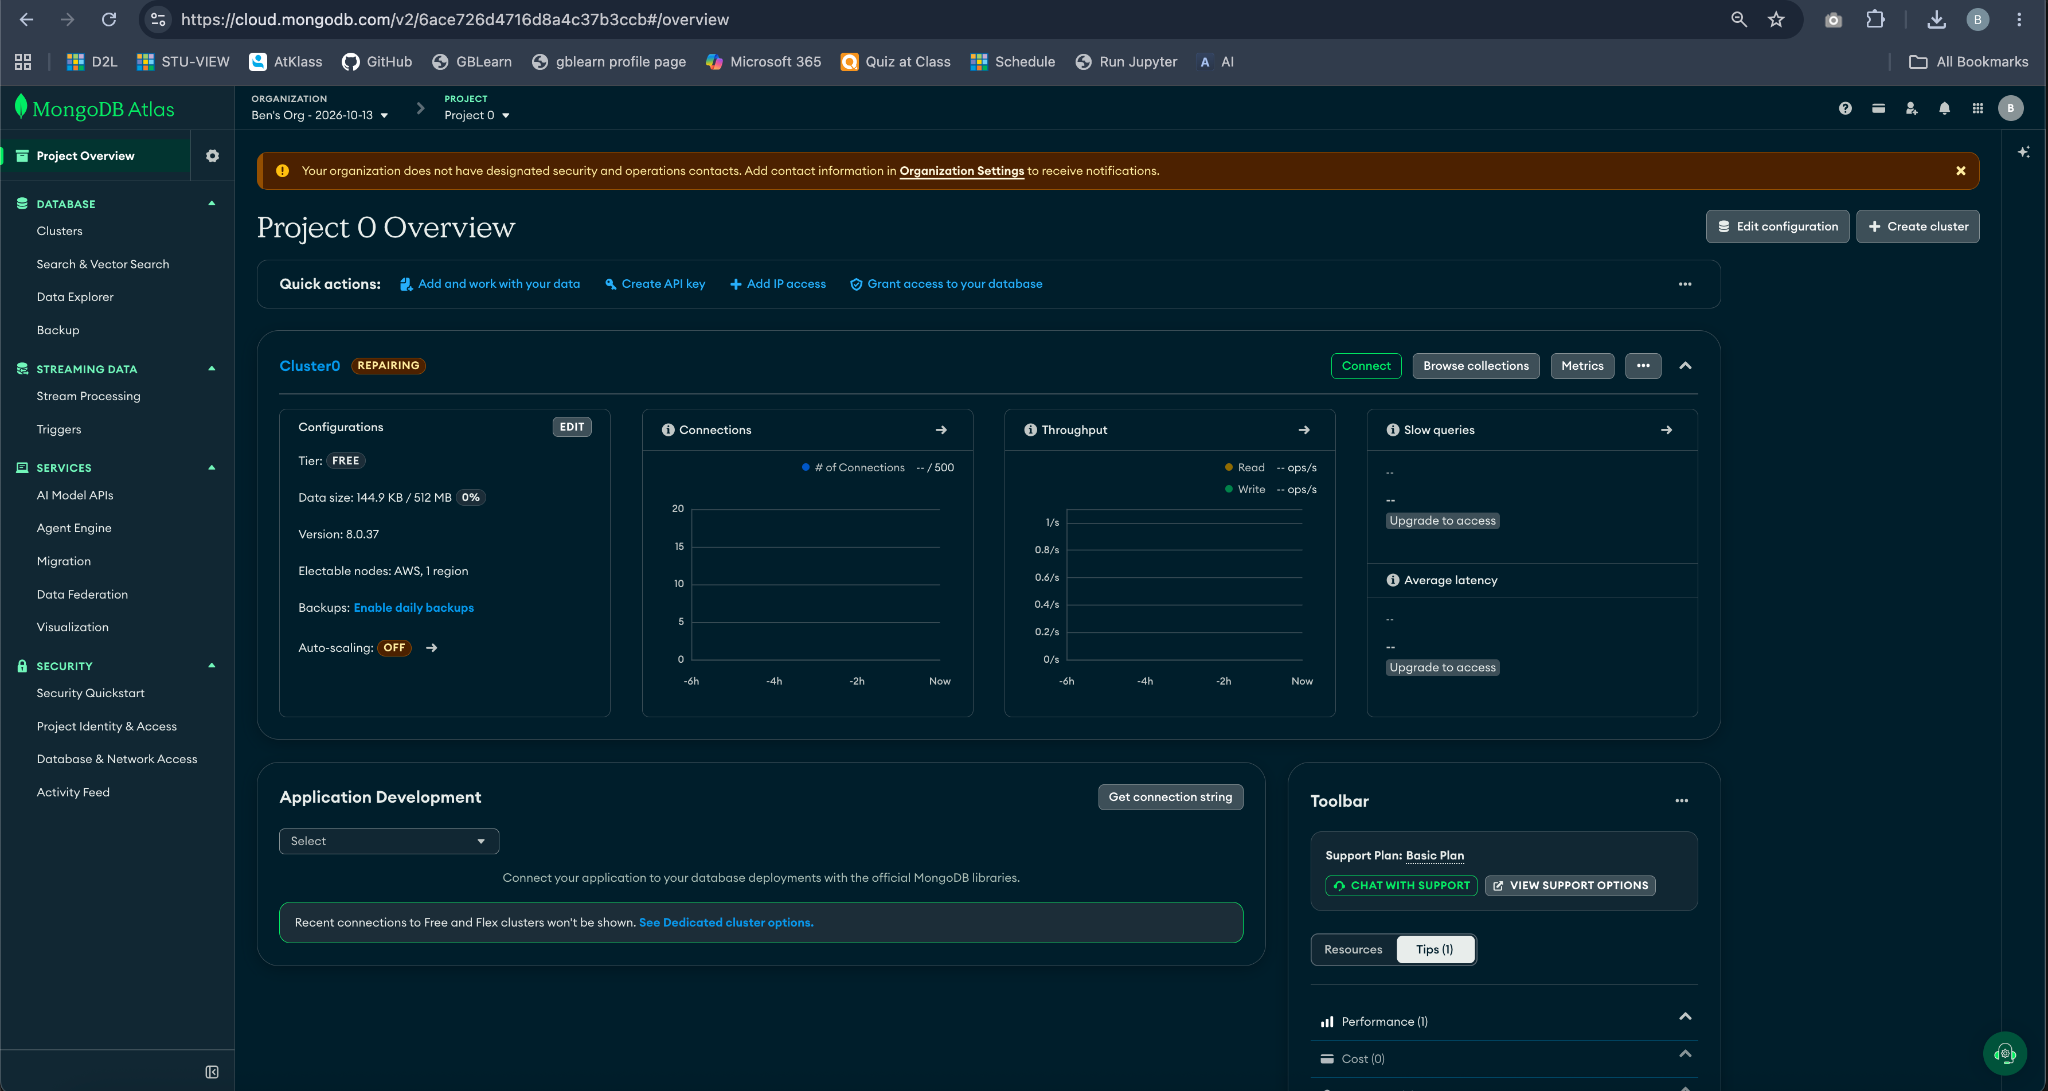 https://cloud.mongodb.com/v2/6ace726d4716d8a4c37b3ccb#/overview
B
D2L STU-VIEW AtKlass GitHub GBLearn gblearn profile page Microsoft 365 Quiz at Class Schedule Run Jupyter A AI All Bookmarks
MongoDB Atlas
ORGANIZATION
Ben's Org - 2026-10-13
PROJECT
Project 0
B
Project Overview
DATABASE
Clusters
Search & Vector Search
Data Explorer
Backup
STREAMING DATA
Stream Processing
Triggers
SERVICES
AI Model APIs
Agent Engine
Migration
Data Federation
Visualization
SECURITY
Security Quickstart
Project Identity & Access
Database & Network Access
Activity Feed
Your organization does not have designated security and operations contacts. Add contact information in Organization Settings to receive notifications.
Project 0 Overview
Edit configuration
+ Create cluster
Quick actions: Add and work with your data Create API key + Add IP access Grant access to your database
Cluster0 REPAIRING
Connect Browse collections Metrics
Configurations EDIT
Tier: FREE
Data size: 144.9 KB / 512 MB 0%
Version: 8.0.37
Electable nodes: AWS, 1 region
Backups: Enable daily backups
Auto-scaling: OFF
Connections
# of Connections -- / 500
20
15
10
5
0
-6h -4h -2h Now
Throughput
Read -- ops/s
Write -- ops/s
1/s
0.8/s
0.6/s
0.4/s
0.2/s
0/s
-6h -4h -2h Now
Slow queries
--
--
Upgrade to access
Average latency
--
--
Upgrade to access
Application Development
Get connection string
Select
Connect your application to your database deployments with the official MongoDB libraries.
Recent connections to Free and Flex clusters won't be shown. See Dedicated cluster options.
Toolbar
Support Plan: Basic Plan
CHAT WITH SUPPORT VIEW SUPPORT OPTIONS
Resources Tips (1)
Performance (1)
Cost (0)